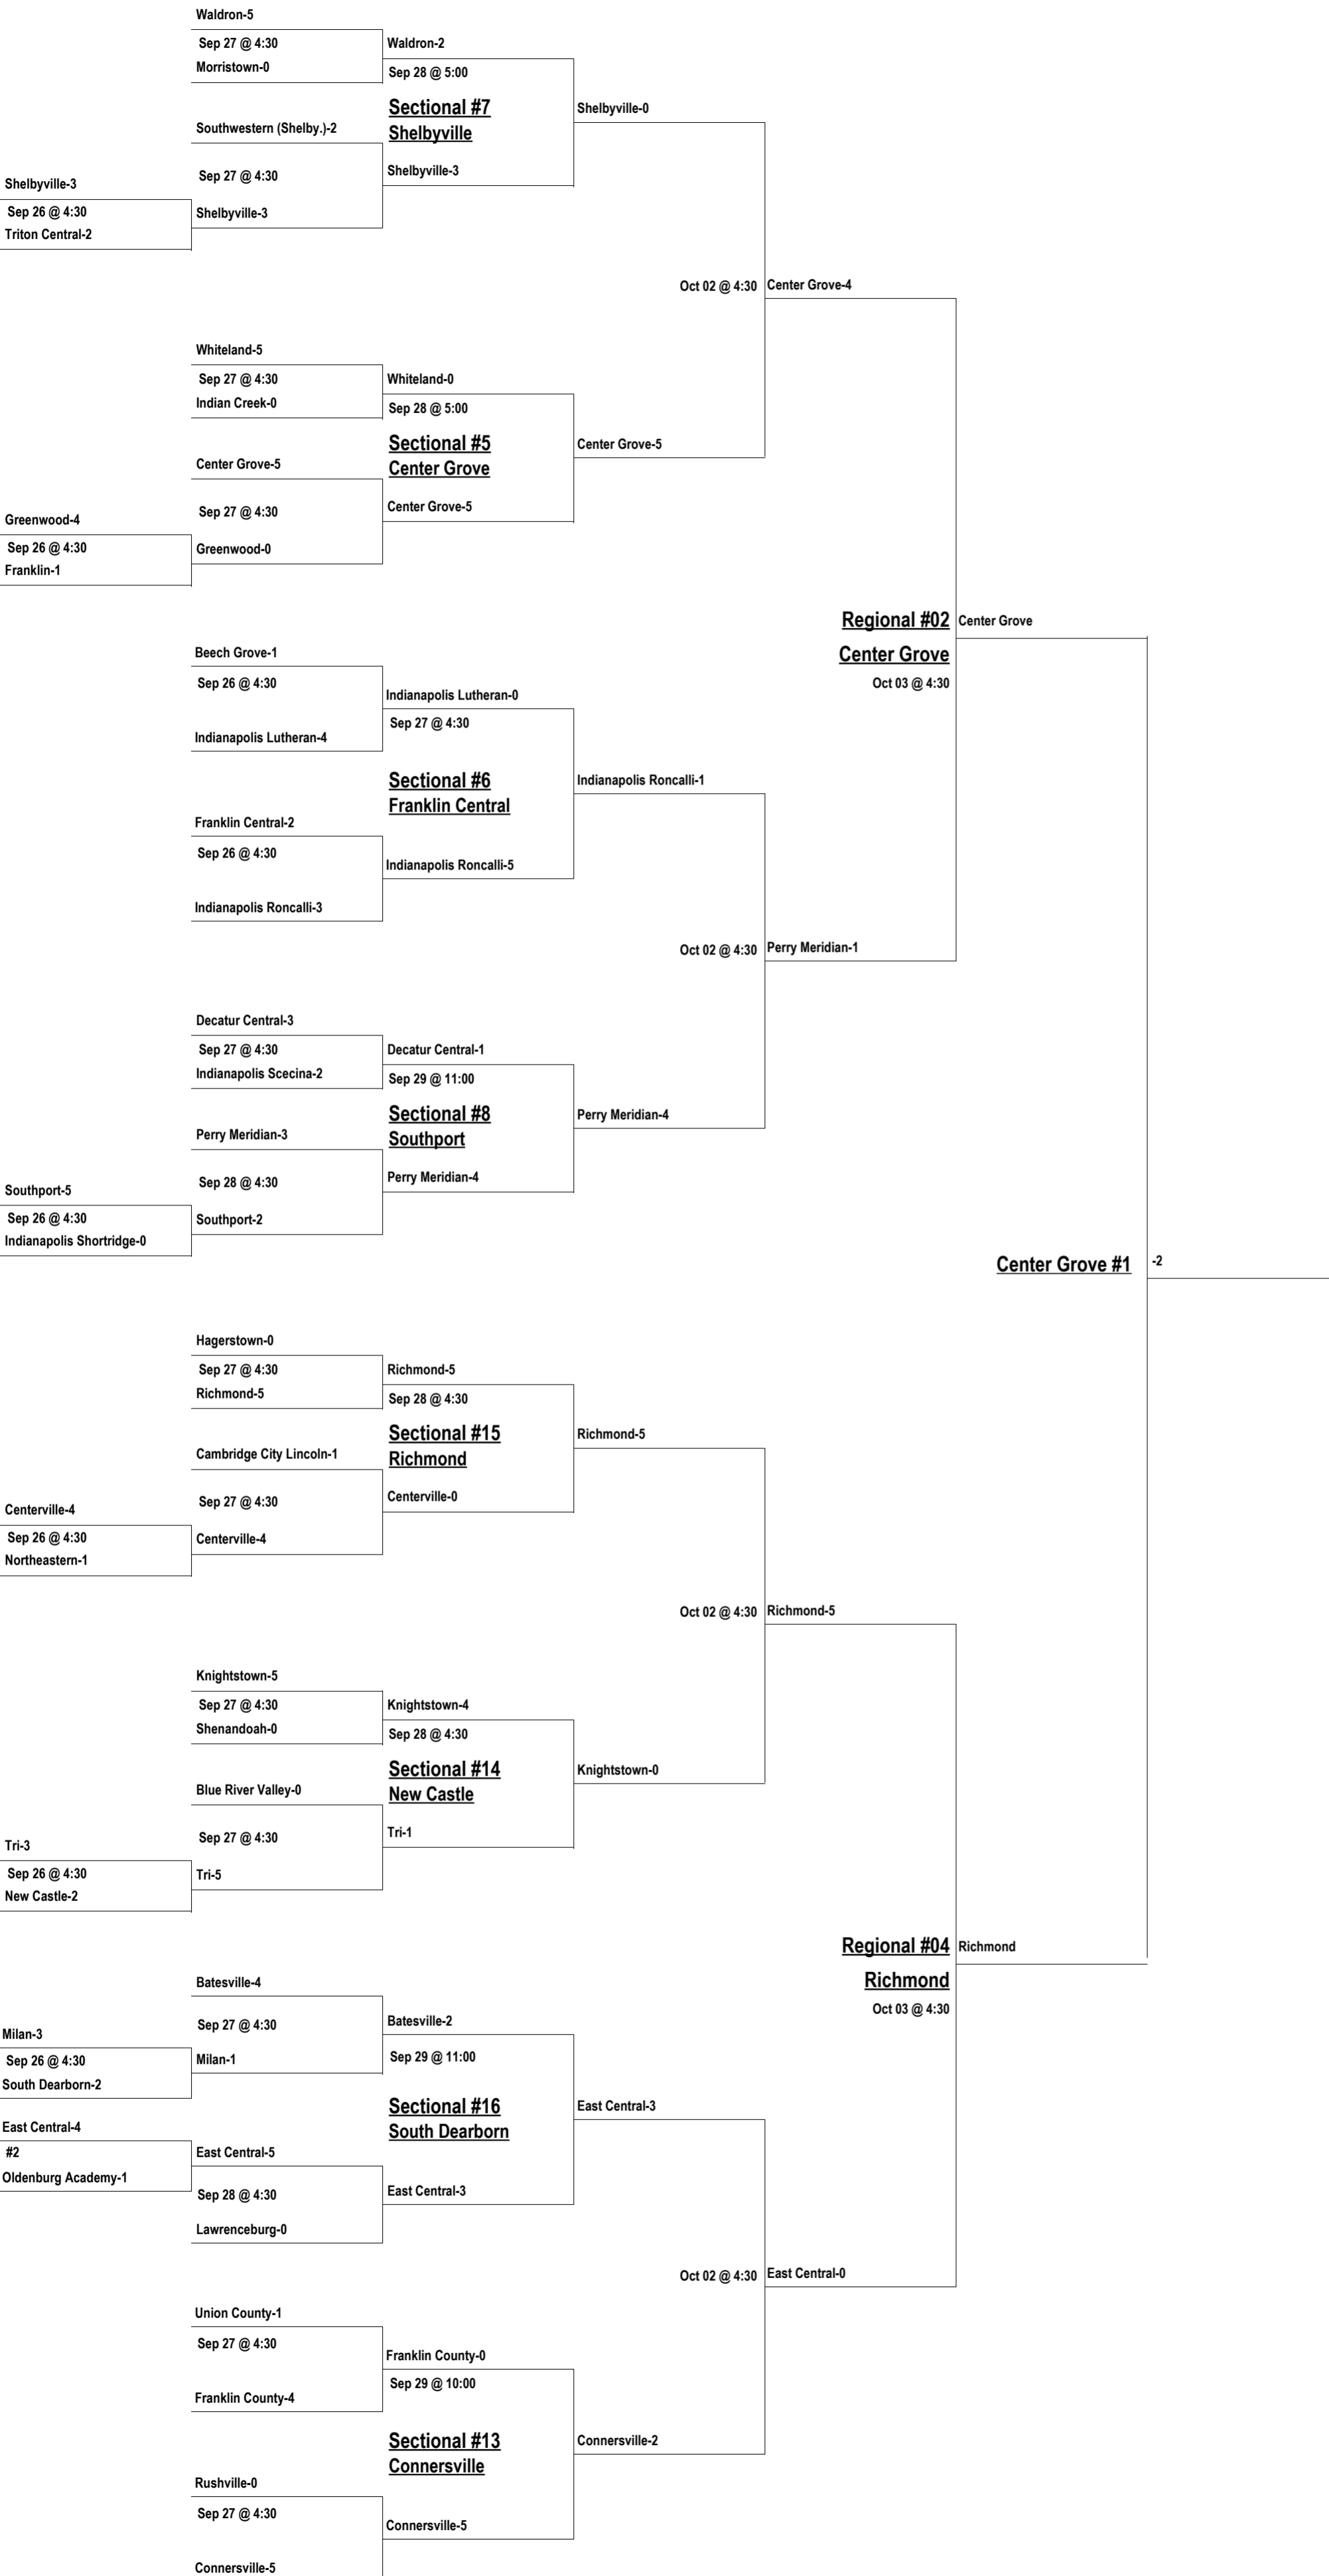 Waldron-5
Sep 27 @ 4:30
Morristown-0
Waldron-2
Sep 28 @ 5:00
Sectional #7
Shelbyville
Southwestern (Shelby.)-2
Sep 27 @ 4:30
Shelbyville-3
Shelbyville-3
Sep 26 @ 4:30
Triton Central-2
Shelbyville-3
Shelbyville-0
Oct 02 @ 4:30
Center Grove-4
Whiteland-5
Sep 27 @ 4:30
Indian Creek-0
Whiteland-0
Sep 28 @ 5:00
Sectional #5
Center Grove
Center Grove-5
Sep 27 @ 4:30
Greenwood-0
Greenwood-4
Sep 26 @ 4:30
Franklin-1
Center Grove-5
Center Grove-5
Regional #02
Center Grove
Oct 03 @ 4:30
Center Grove
Beech Grove-1
Sep 26 @ 4:30
Indianapolis Lutheran-4
Indianapolis Lutheran-0
Sep 27 @ 4:30
Sectional #6
Franklin Central
Franklin Central-2
Sep 26 @ 4:30
Indianapolis Roncalli-3
Indianapolis Roncalli-5
Indianapolis Roncalli-1
Oct 02 @ 4:30
Perry Meridian-1
Decatur Central-3
Sep 27 @ 4:30
Indianapolis Scecina-2
Decatur Central-1
Sep 29 @ 11:00
Sectional #8
Southport
Perry Meridian-3
Sep 28 @ 4:30
Southport-2
Southport-5
Sep 26 @ 4:30
Indianapolis Shortridge-0
Perry Meridian-4
Perry Meridian-4
Center Grove #1
-2
Hagerstown-0
Sep 27 @ 4:30
Richmond-5
Richmond-5
Sep 28 @ 4:30
Sectional #15
Richmond
Cambridge City Lincoln-1
Sep 27 @ 4:30
Centerville-4
Centerville-4
Sep 26 @ 4:30
Northeastern-1
Centerville-0
Richmond-5
Oct 02 @ 4:30
Richmond-5
Knightstown-5
Sep 27 @ 4:30
Shenandoah-0
Knightstown-4
Sep 28 @ 4:30
Sectional #14
New Castle
Blue River Valley-0
Sep 27 @ 4:30
Tri-5
Tri-3
Sep 26 @ 4:30
New Castle-2
Tri-1
Knightstown-0
Regional #04
Richmond
Oct 03 @ 4:30
Richmond
Batesville-4
Sep 27 @ 4:30
Milan-1
Milan-3
Sep 26 @ 4:30
South Dearborn-2
Batesville-2
Sep 29 @ 11:00
Sectional #16
South Dearborn
East Central-4
#2
Oldenburg Academy-1
East Central-5
Sep 28 @ 4:30
Lawrenceburg-0
East Central-3
East Central-3
Oct 02 @ 4:30
East Central-0
Union County-1
Sep 27 @ 4:30
Franklin County-4
Franklin County-0
Sep 29 @ 10:00
Sectional #13
Connersville
Rushville-0
Sep 27 @ 4:30
Connersville-5
Connersville-5
Connersville-2